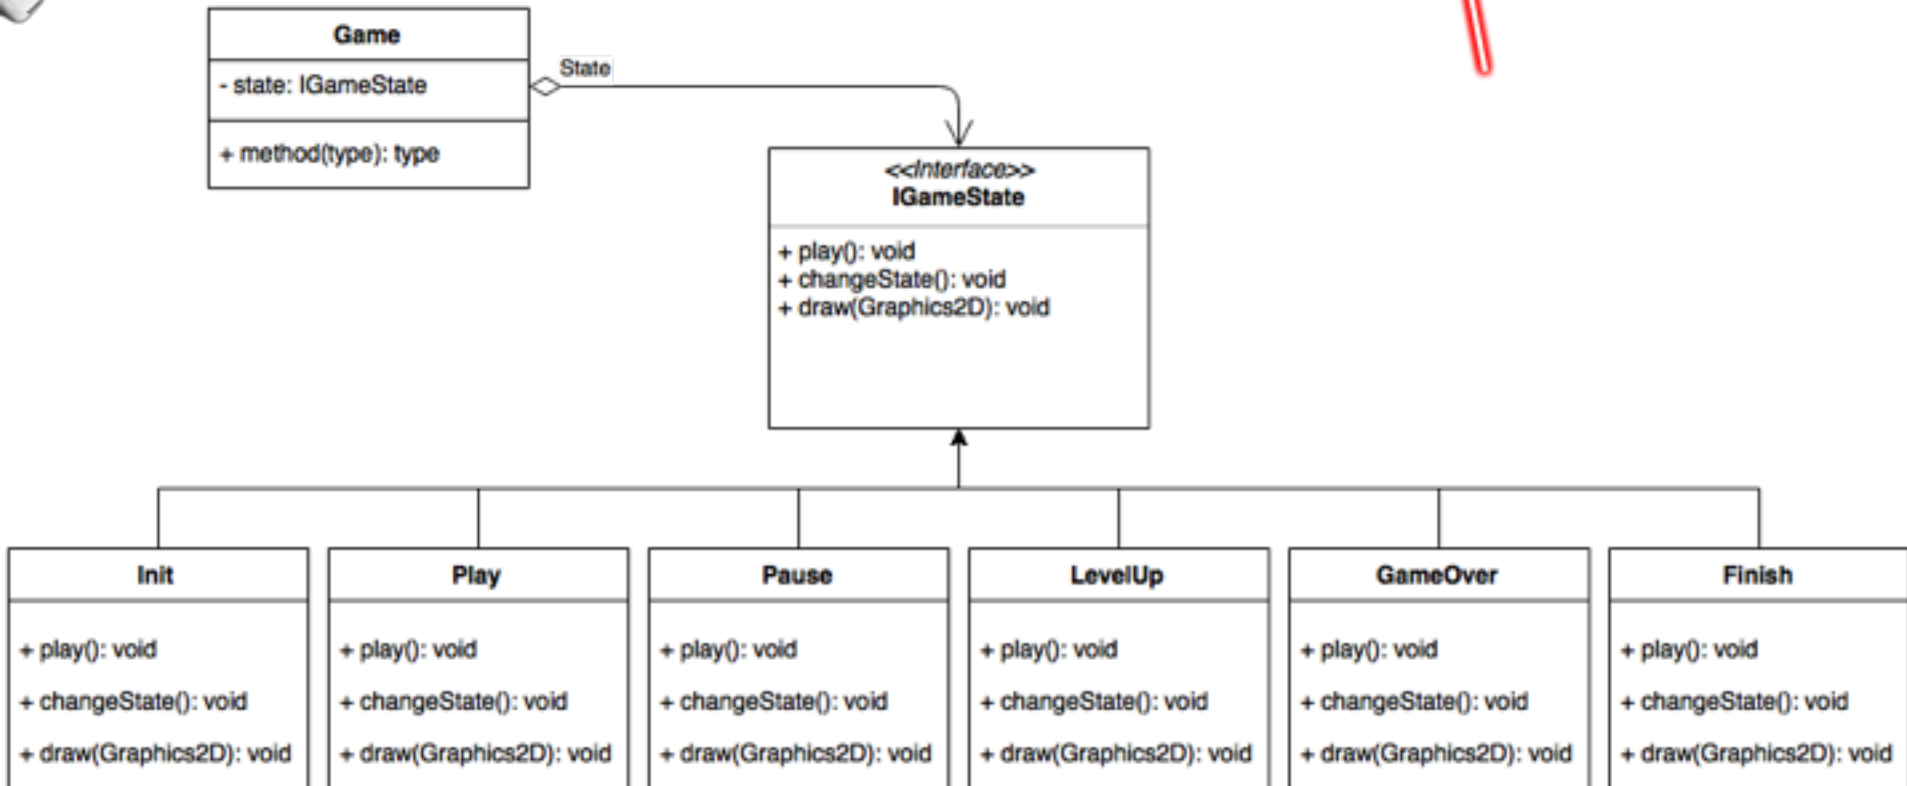 Game
- state: IGameState
+ method(type): type
State
<<Interface>>
IGameState
+ play(): void
+ changeState(): void
+ draw(Graphics2D): void
Init
+ play(): void
+ changeState(): void
+ draw(Graphics2D): void
Play
+ play(): void
+ changeState(): void
+ draw(Graphics2D): void
Pause
+ play(): void
+ changeState(): void
+ draw(Graphics2D): void
LevelUp
+ play(): void
+ changeState(): void
+ draw(Graphics2D): void
GameOver
+ play(): void
+ changeState(): void
+ draw(Graphics2D): void
Finish
+ play(): void
+ changeState(): void
+ draw(Graphics2D): void